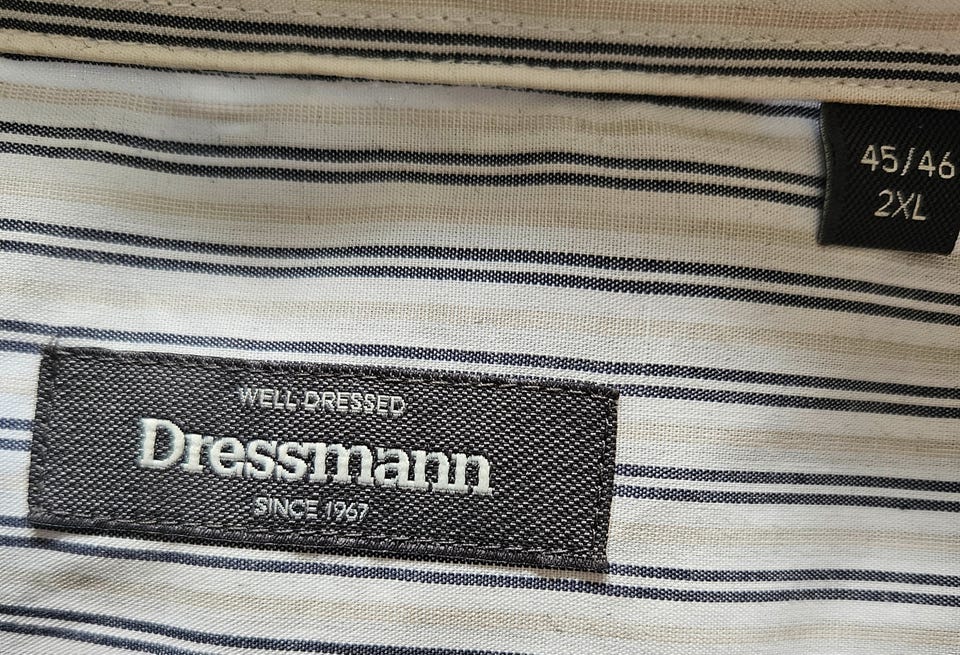 45/46
2XL
WELL DRESSED
Dressmann
SINCE 1967